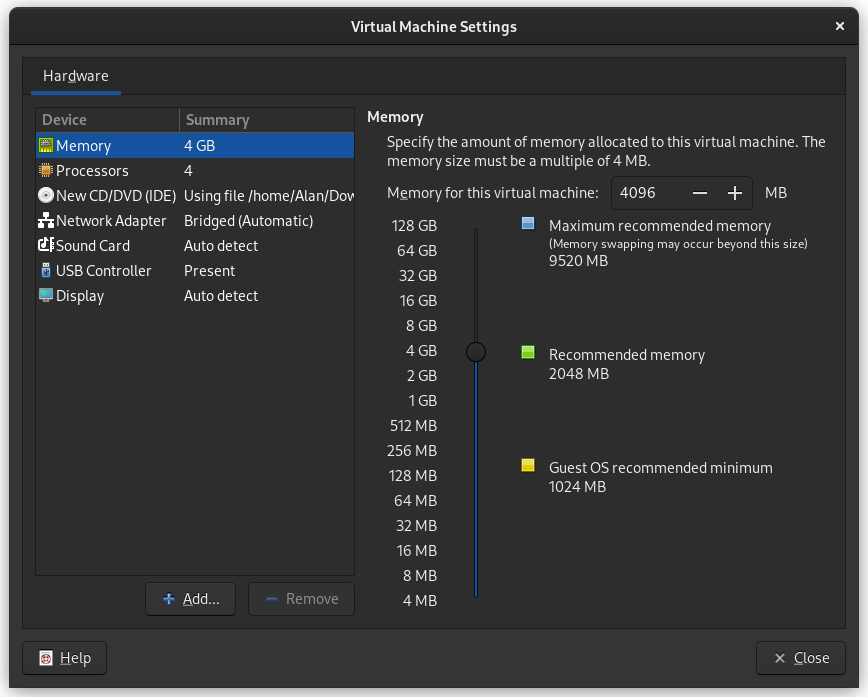 Virtual Machine Settings
Hardware
Device Summary
Memory 4 GB
Processors 4
New CD/DVD (IDE) Using file /home/Alan/Dow
Network Adapter Bridged (Automatic)
Sound Card Auto detect
USB Controller Present
Display Auto detect
Add...
Remove
Memory
Specify the amount of memory allocated to this virtual machine. The
memory size must be a multiple of 4 MB.
Memory for this virtual machine: 4096 MB
128 GB
64 GB
32 GB
16 GB
8 GB
4 GB
2 GB
1 GB
512 MB
256 MB
128 MB
64 MB
32 MB
16 MB
8 MB
4 MB
Maximum recommended memory
(Memory swapping may occur beyond this size)
9520 MB
Recommended memory
2048 MB
Guest OS recommended minimum
1024 MB
Help
Close